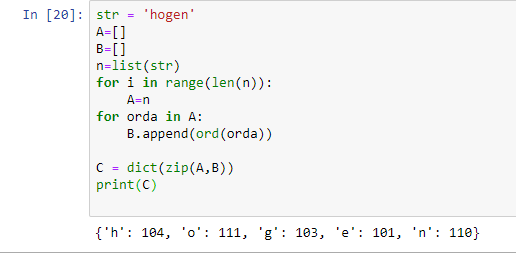 In [20]: str = 'hogen'
A=[]
B=[]
n=list(str)
for i in range(len(n)):
    A=n
for orda in A:
    B.append(ord(orda))
C = dict(zip(A,B))
print(C)
{'h': 104, 'o': 111, 'g': 103, 'e': 101, 'n': 110}